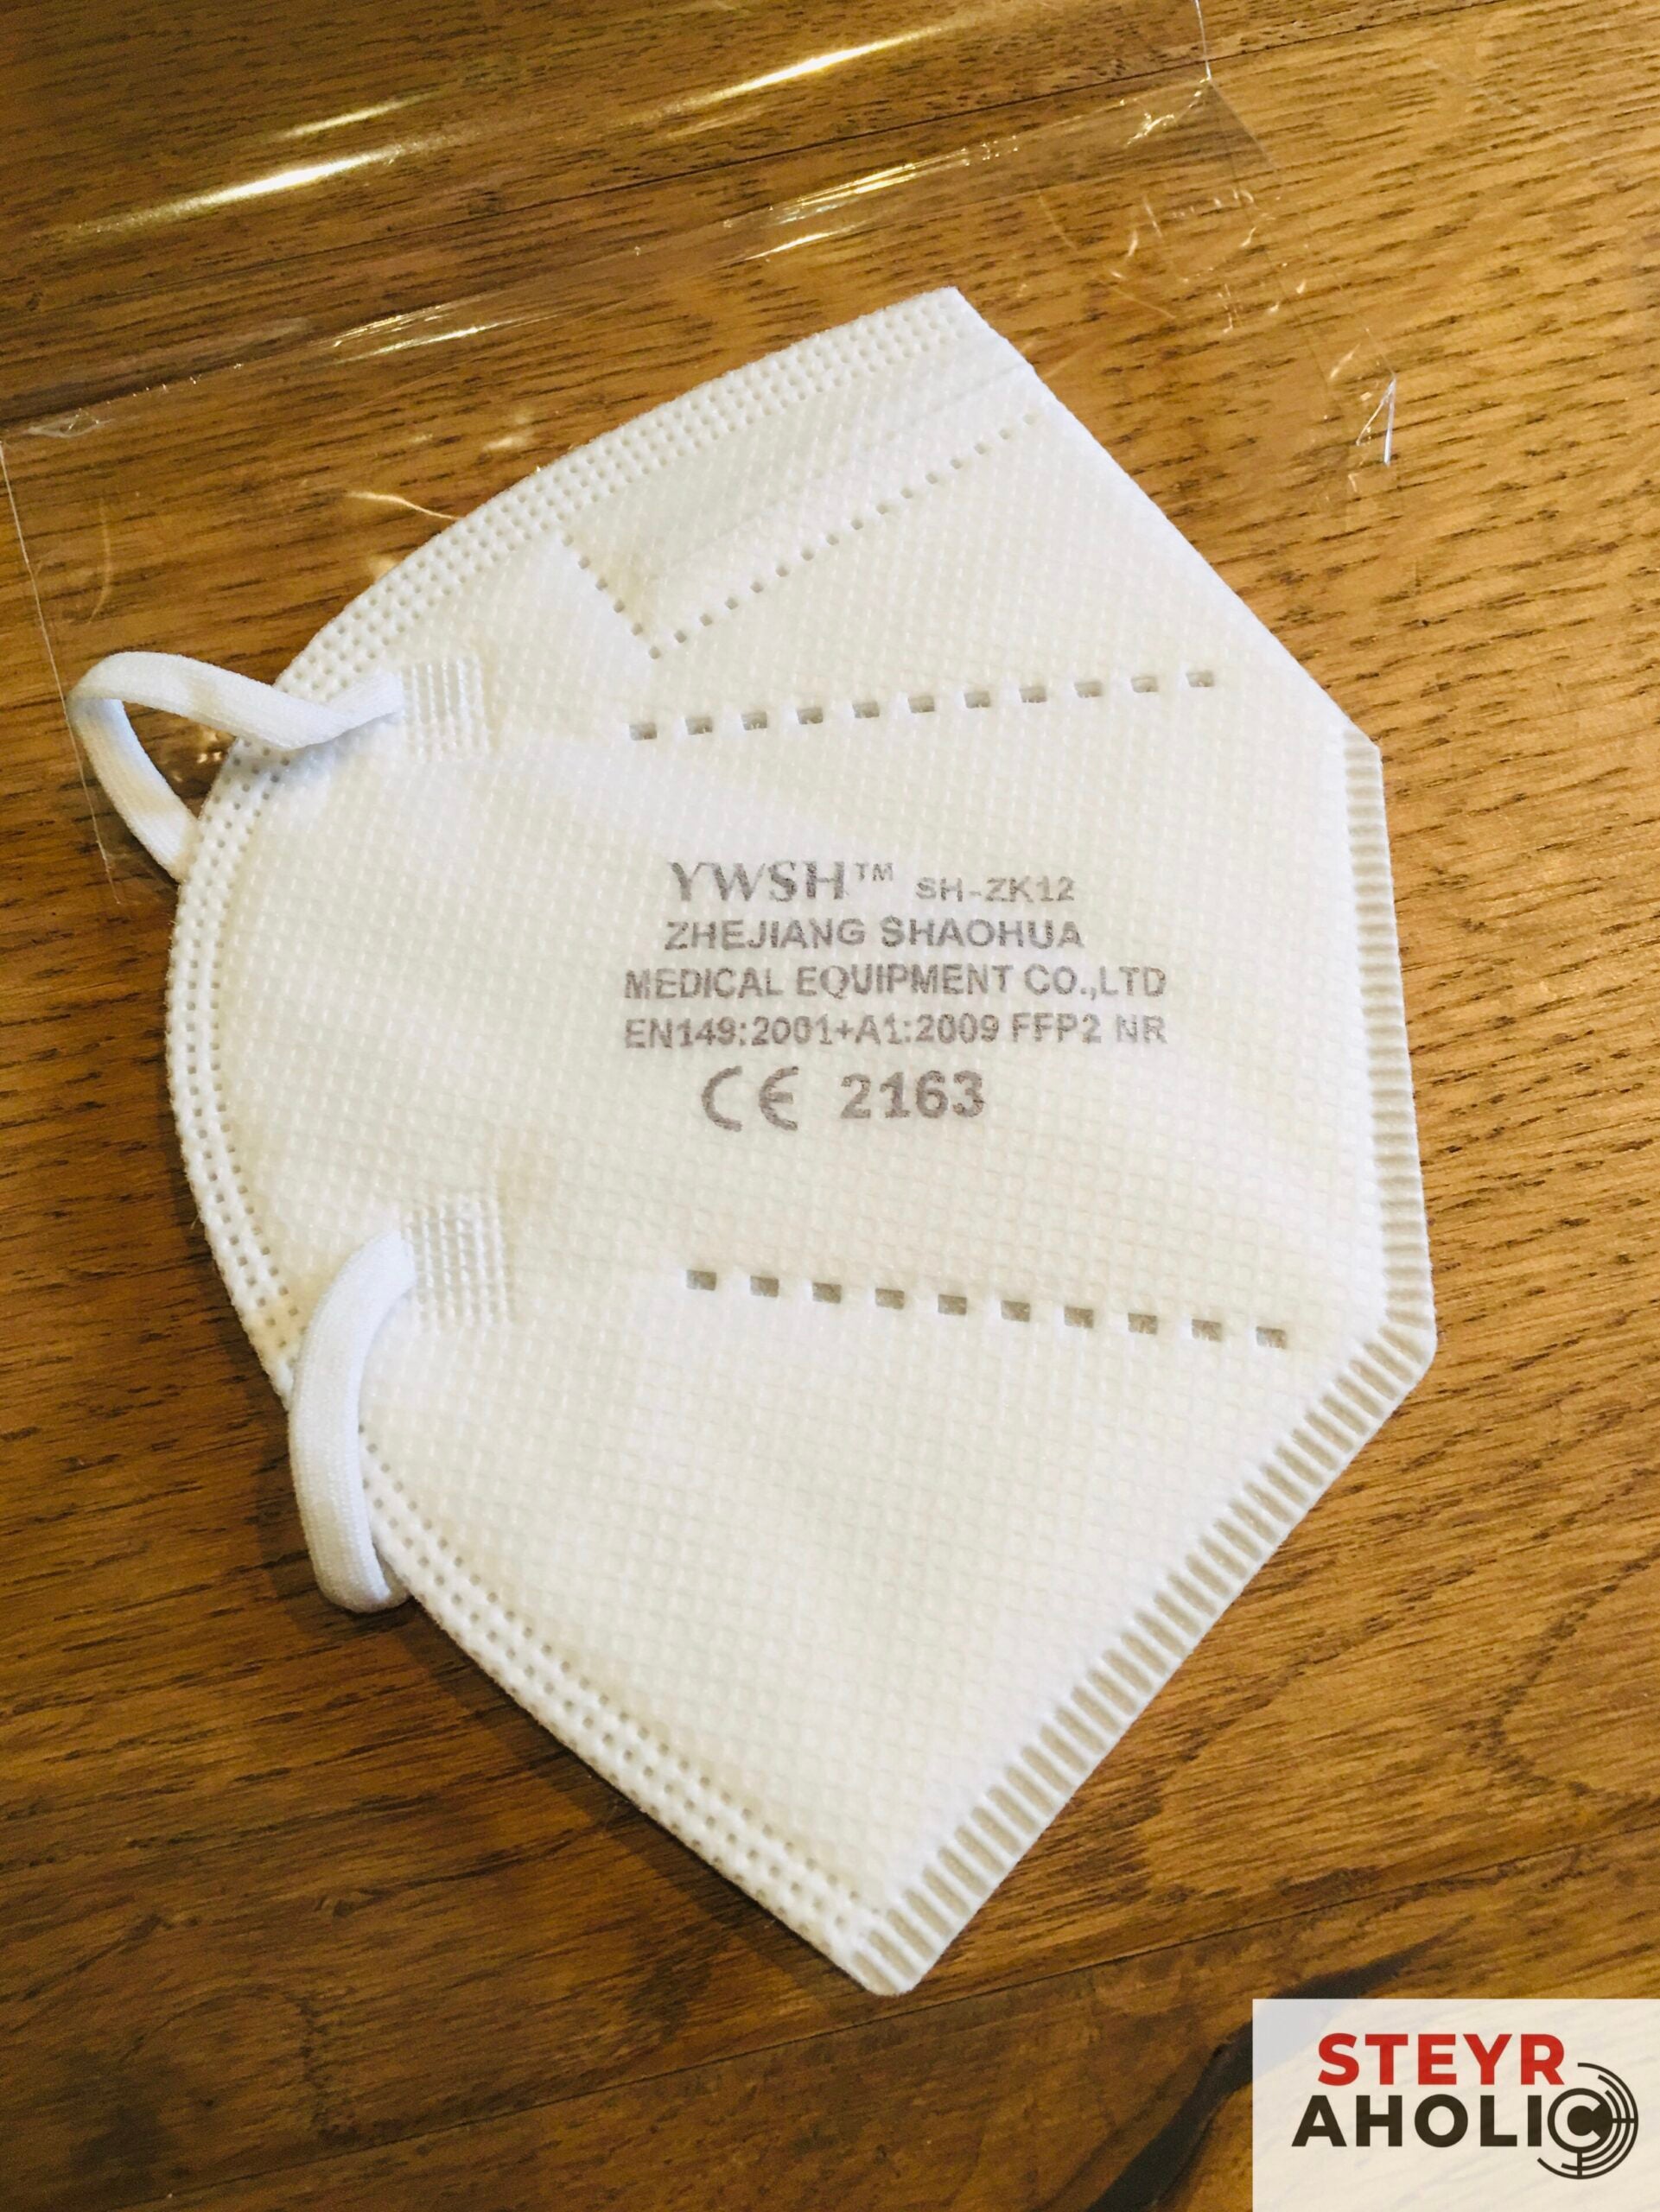 YWSH™ SH-ZK12
ZHEJIANG SHAOHUA
MEDICAL EQUIPMENT CO.,LTD
EN149:2001+A1:2009 FFP2 NR
CE 2163
STEYR
AHOLIC